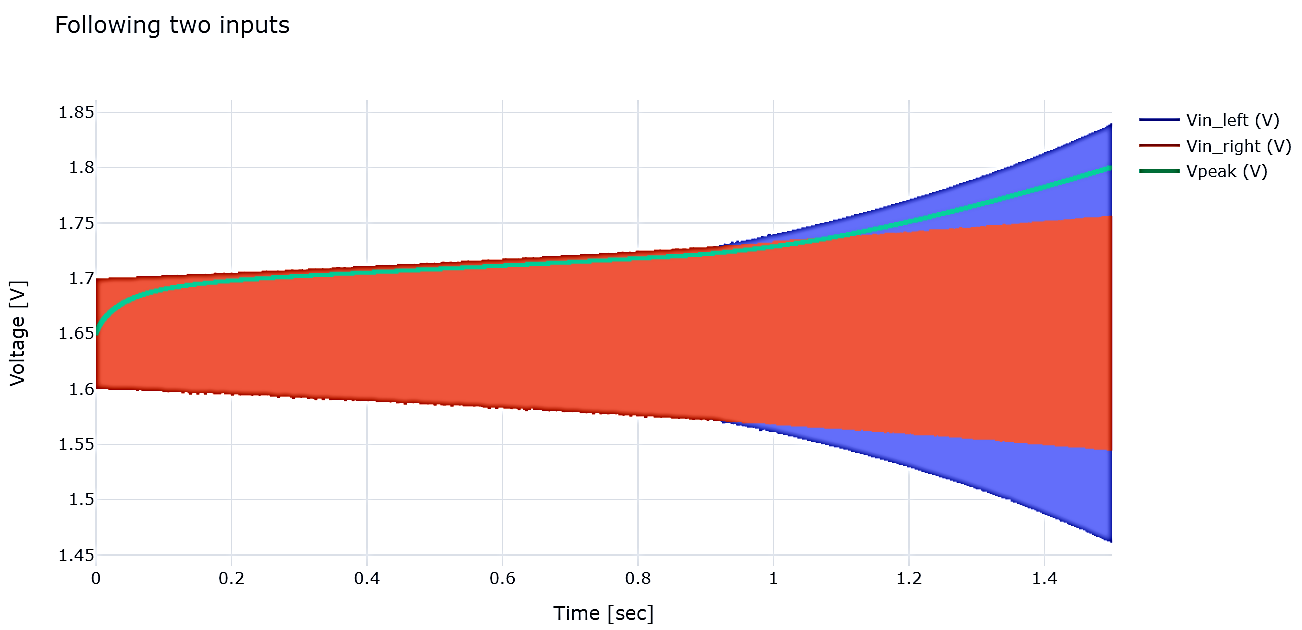 Following two inputs
1.85
1.8
1.75
1.7
1.65
1.6
1.55
1.5
1.45
Voltage [V]
0 0.2 0.4 0.6 0.8 1 1.2 1.4
Time [sec]
Vin_left (V)
Vin_right (V)
Vpeak (V)